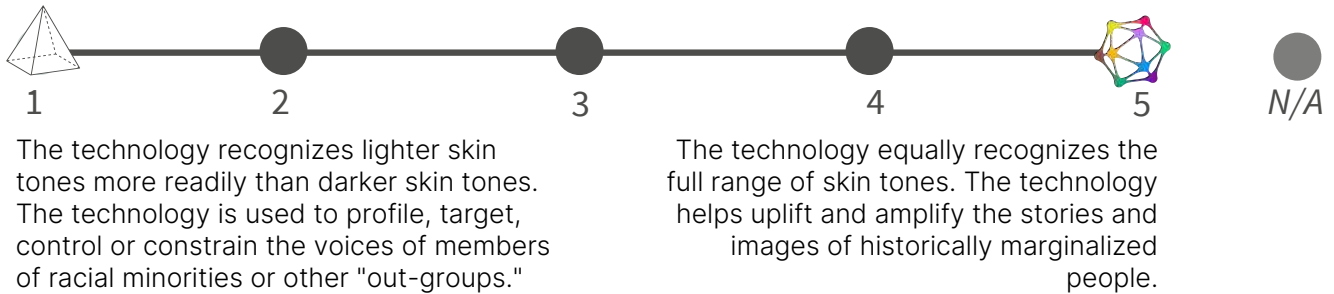 1
2
3
4
5
N/A
The technology recognizes lighter skin
tones more readily than darker skin tones.
The technology is used to profile, target,
control or constrain the voices of members
of racial minorities or other "out-groups."
The technology equally recognizes the
full range of skin tones. The technology
helps uplift and amplify the stories and
images of historically marginalized
people.